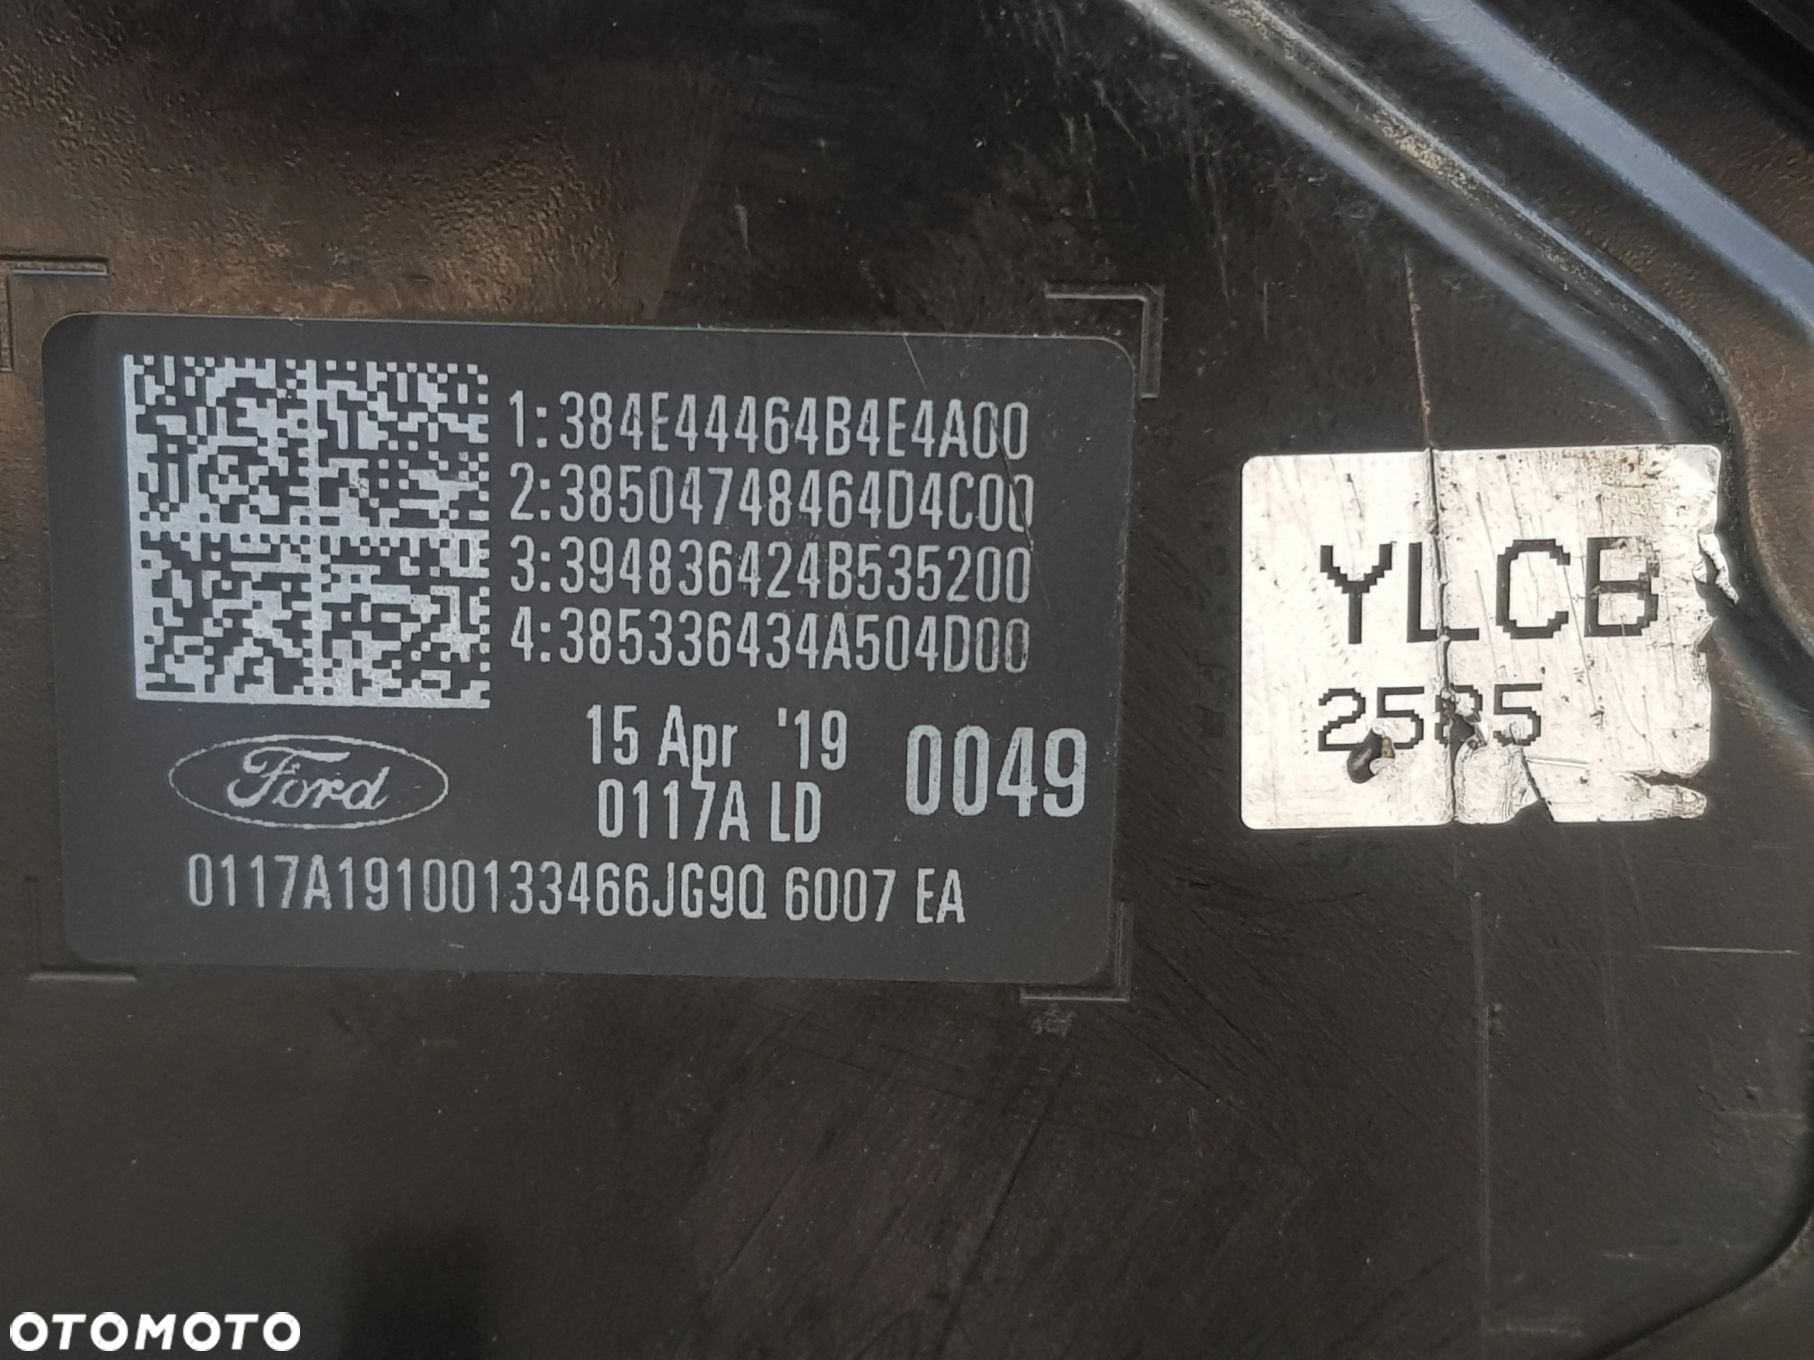 1:384E44464B4E4A00
2:38504748464D4C00
3:394836424B535200
4:385336434A504D00
15 Apr '19
0117A LD
0049
Ford
0117A19100133466JG9Q 6007 EA
YLCB
OTOMOTO